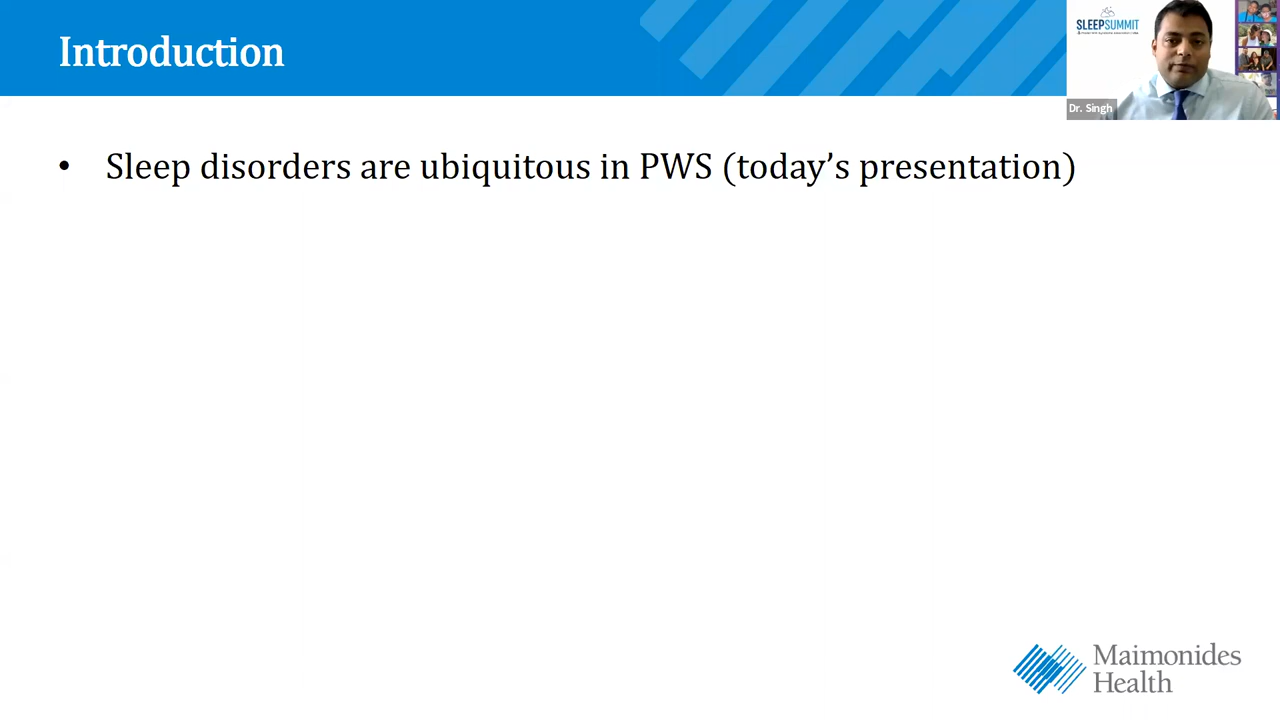 Introduction
SLEEPSUMMIT
Dr. Singh
• Sleep disorders are ubiquitous in PWS (today’s presentation)
Maimonides
Health